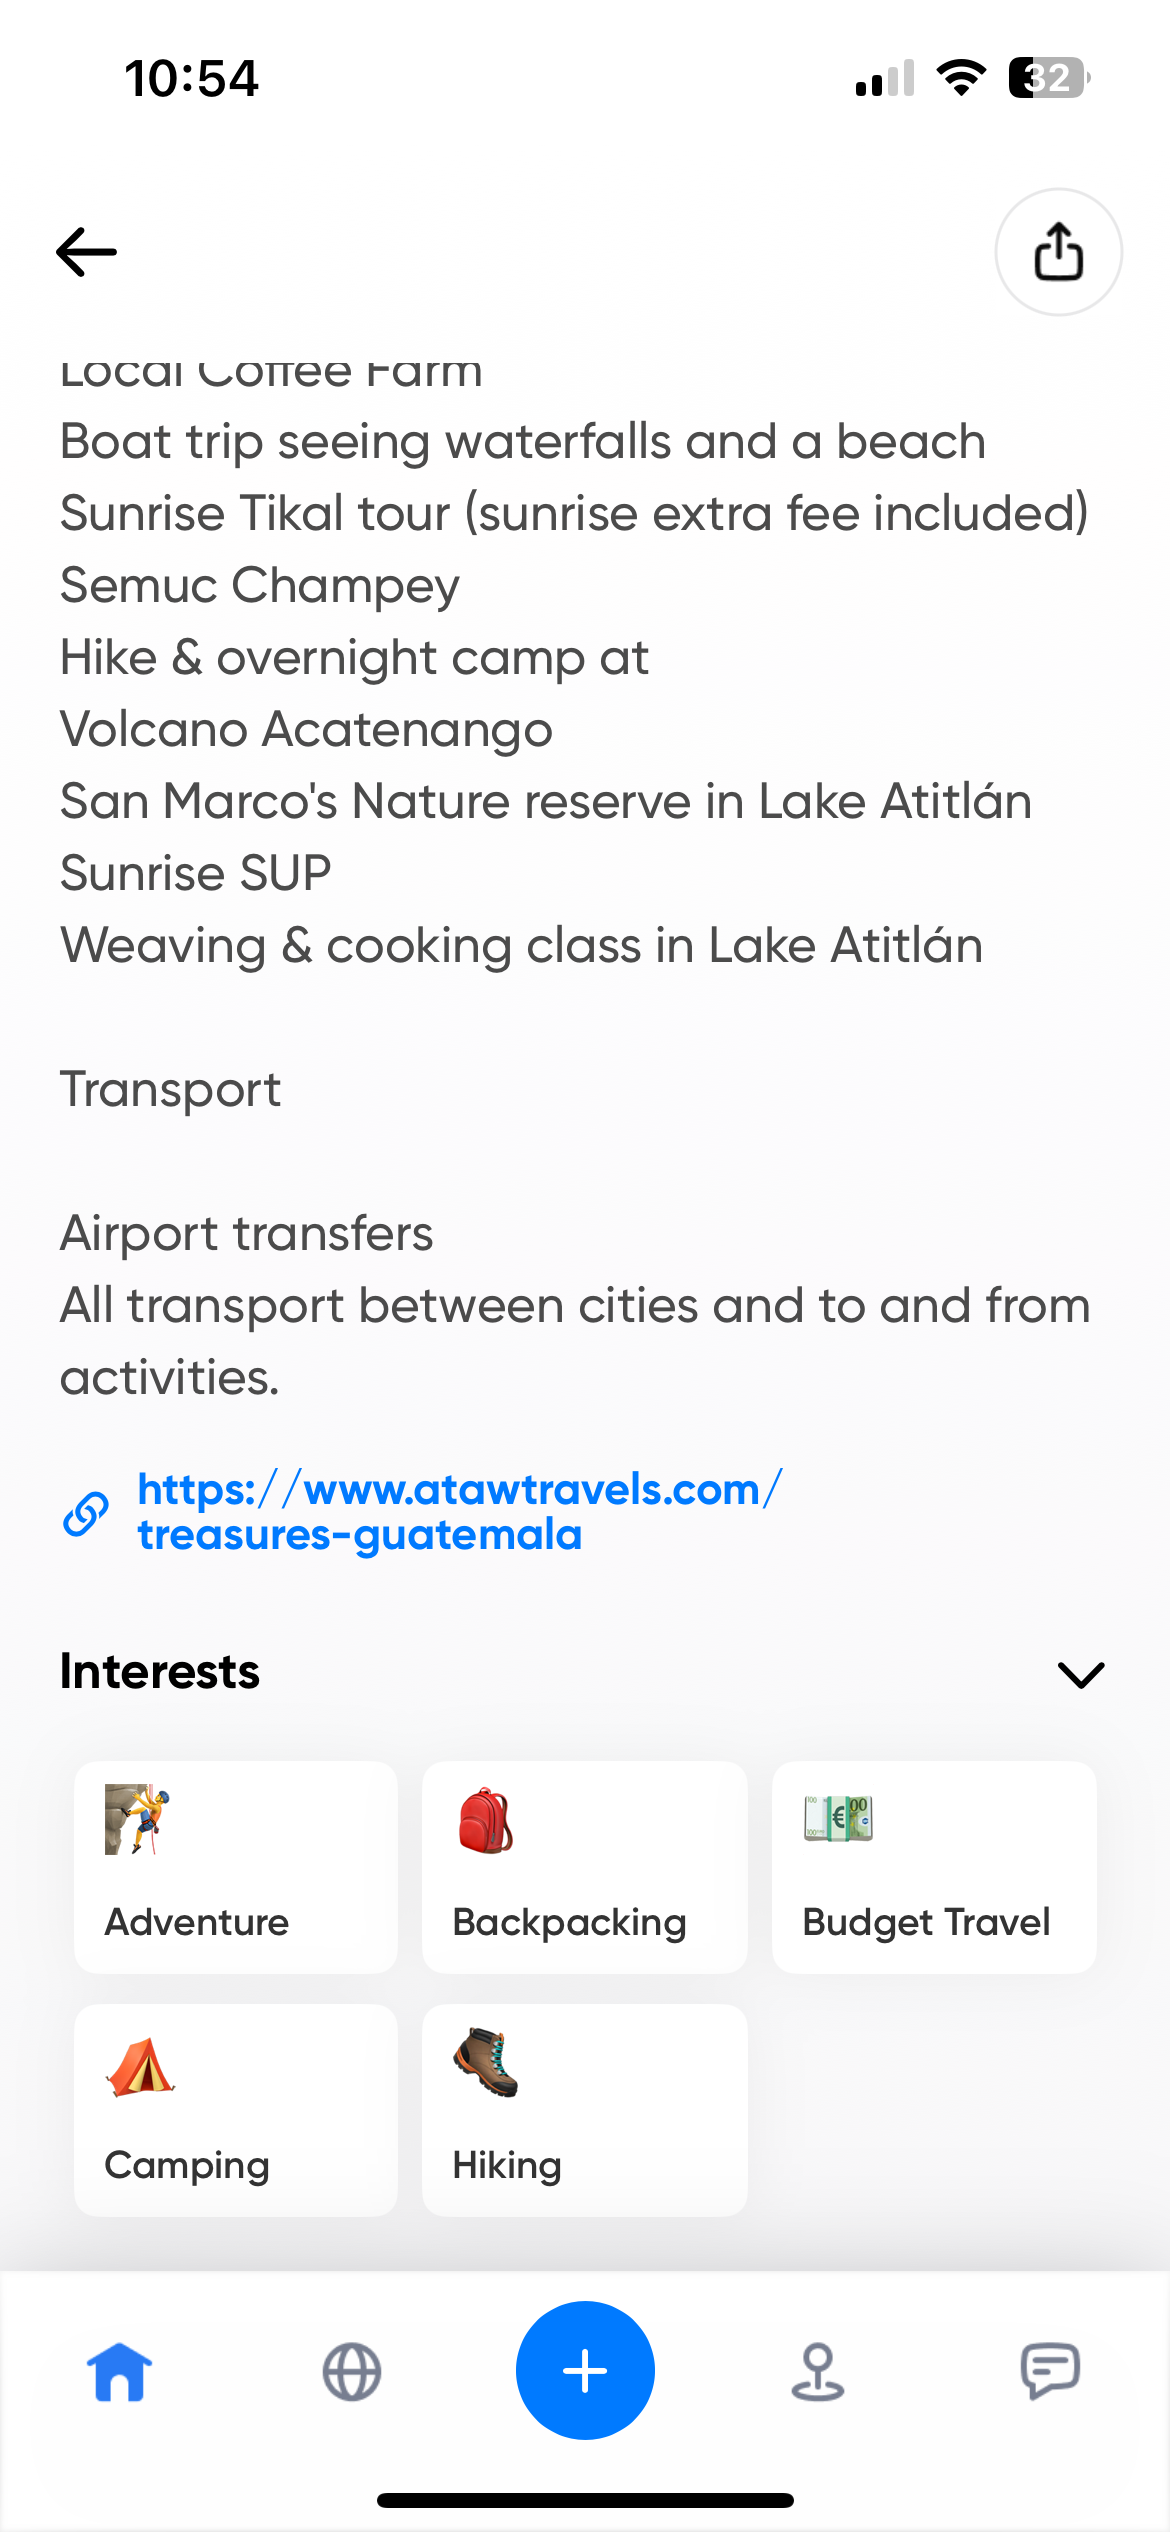 10:54
32
Local Coffee Farm
Boat trip seeing waterfalls and a beach
Sunrise Tikal tour (sunrise extra fee included)
Semuc Champey
Hike & overnight camp at
Volcano Acatenango
San Marco's Nature reserve in Lake Atitlán
Sunrise SUP
Weaving & cooking class in Lake Atitlán
Transport
Airport transfers
All transport between cities and to and from
activities.
https://www.atawtravels.com/
treasures-guatemala
Interests
Adventure
Backpacking
Budget Travel
Camping
Hiking